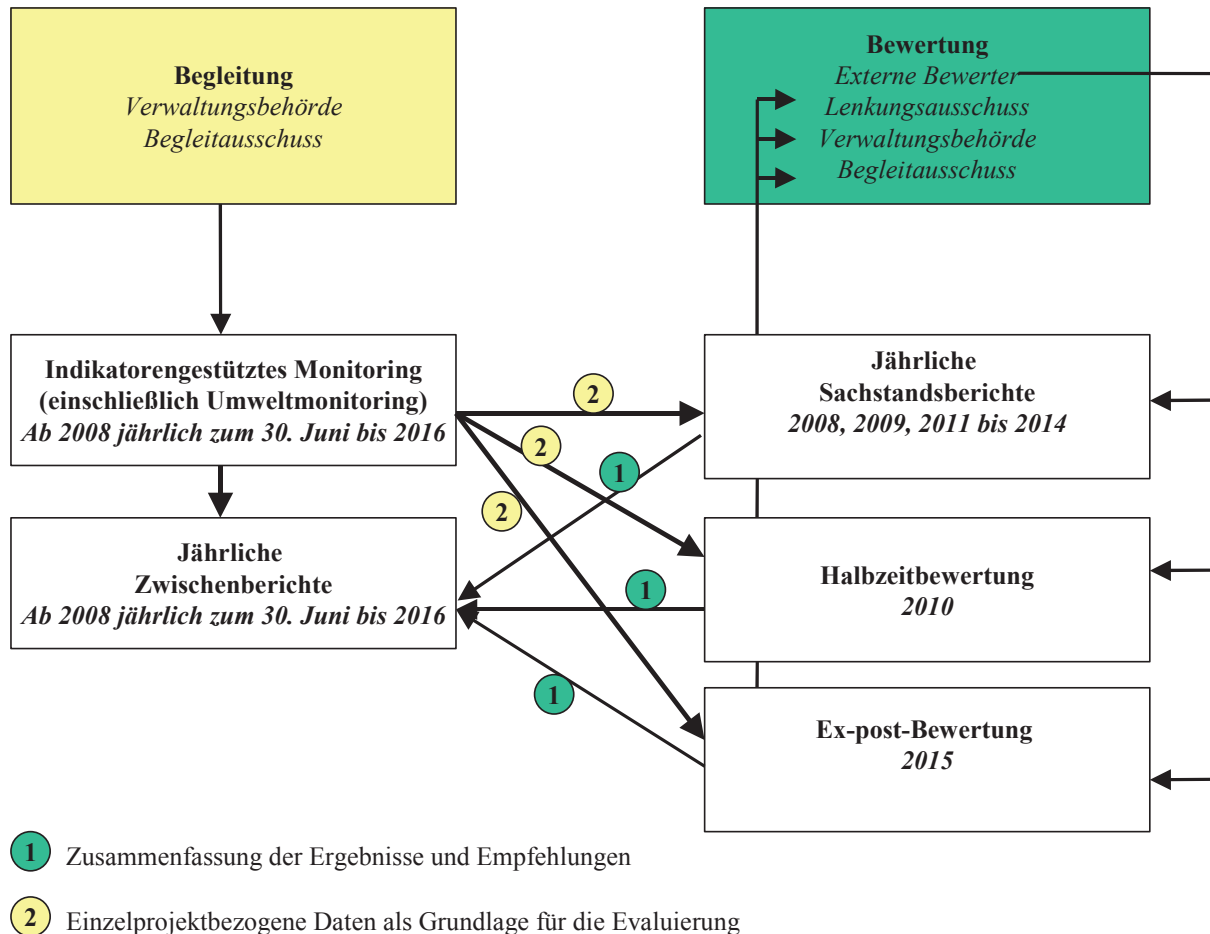 Begleitung
Verwaltungsbehörde
Begleitausschuss
Bewertung
Externe Bewerter
Lenkungsausschuss
Verwaltungsbehörde
Begleitausschuss
Indikatorengestütztes Monitoring
(einschließlich Umweltmonitoring)
Ab 2008 jährlich zum 30. Juni bis 2016
2
2
2
1
Jährliche
Sachstandsberichte
2008, 2009, 2011 bis 2014
Jährliche
Zwischenberichte
Ab 2008 jährlich zum 30. Juni bis 2016
1
1
Halbzeitbewertung
2010
Ex-post-Bewertung
2015
1 Zusammenfassung der Ergebnisse und Empfehlungen
2 Einzelprojektbezogene Daten als Grundlage für die Evaluierung